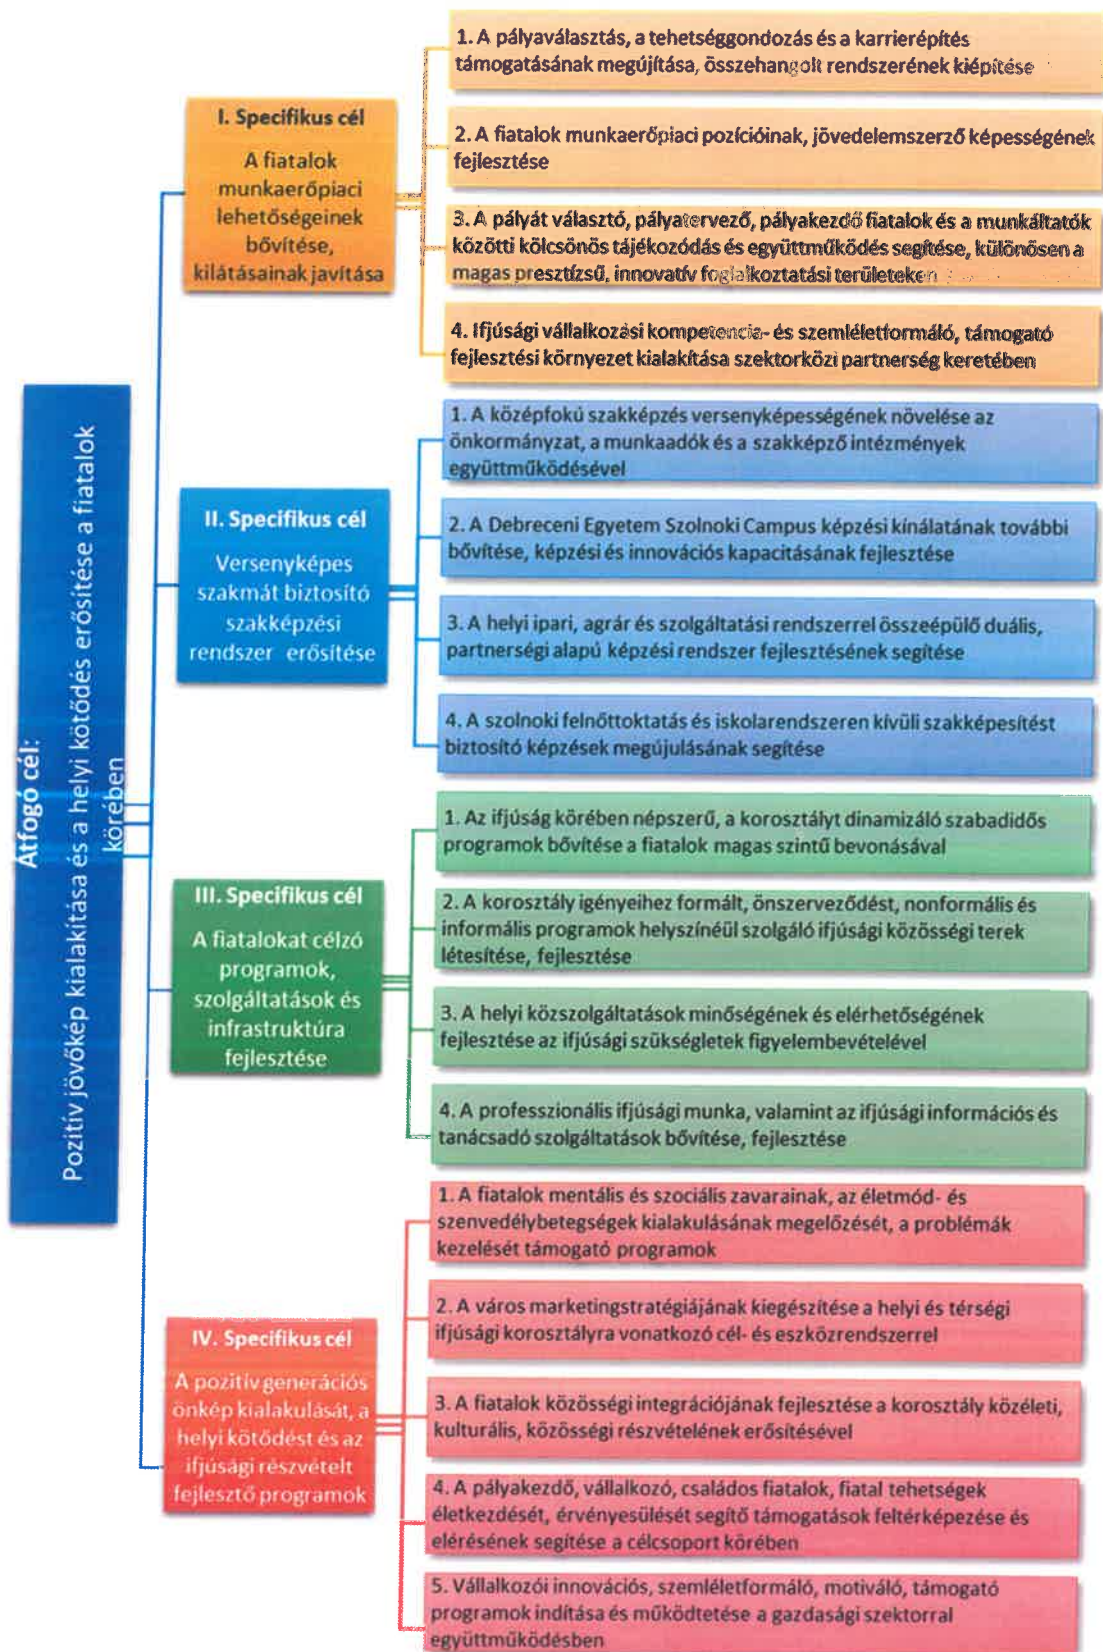 Átfogó cél:
Pozitív jövőkép kialakítása és a helyi kötődés erősítése a fiatalok
körében
I. Specifikus cél
A fiatalok
munkaerőpiaci
lehetőségeinek
bővítése,
kilátásainak javítása
1. A pályaválasztás, a tehetséggondozás és a karrierépítés
támogatásának megújítása, összehangolt rendszerének kiépítése
2. A fiatalok munkaerőpiaci pozícióinak, jövedelemszerző képességének
fejlesztése
3. A pályát választó, pályatervező, pályakezdő fiatalok és a munkáltatók
közötti kölcsönös tájékozódás és együttműködés segítése, különösen a
magas presztízsű, innovatív foglalkoztatási területeken
4. Ifjúsági vállalkozási kompetencia- és szemléletformáló, támogató
fejlesztési környezet kialakítása szektorközi partnerség keretében
II. Specifikus cél
Versenyképes
szakmát biztosító
szakképzési
rendszer erősítése
1. A középfokú szakképzés versenyképességének növelése az
önkormányzat, a munkaadók és a szakképző intézmények
együttműködésével
2. A Debreceni Egyetem Szolnoki Campus képzési kínálatának további
bővítése, képzési és innovációs kapacitásának fejlesztése
3. A helyi ipari, agrár és szolgáltatási rendszerrel összeépülő duális,
partnerségi alapú képzési rendszer fejlesztésének segítése
4. A szolnoki felnőttoktatás és iskolarendszeren kívüli szakképesítést
biztosító képzések megújulásának segítése
III. Specifikus cél
A fiatalokat célzó
programok,
szolgáltatások és
infrastruktúra
fejlesztése
1. Az ifjúság körében népszerű, a korosztályt dinamizáló szabadidős
programok bővítése a fiatalok magas szintű bevonásával
2. A korosztály igényeihez formált, önszerveződést, nonformális és
informális programok helyszínéül szolgáló ifjúsági közösségi terek
létesítése, fejlesztése
3. A helyi közszolgáltatások minőségének és elérhetőségének
fejlesztése az ifjúsági szükségletek figyelembevételével
4. A professzionális ifjúsági munka, valamint az ifjúsági információs és
tanácsadó szolgáltatások bővítése, fejlesztése
IV. Specifikus cél
A pozitív generációs
önkép kialakulását, a
helyi kötődést és az
ifjúsági részvételt
fejlesztő programok
1. A fiatalok mentális és szociális zavarainak, az életmód- és
szenvedélybetegségek kialakulásának megelőzését, a problémák
kezelését támogató programok
2. A város marketingstratégiájának kiegészítése a helyi és térségi
ifjúsági korosztályra vonatkozó cél- és eszközrendszerrel
3. A fiatalok közösségi integrációjának fejlesztése a korosztály közéleti,
kulturális, közösségi részvételének erősítésével
4. A pályakezdő, vállalkozó, családos fiatalok, fiatal tehetségek
életkezdését, érvényesülését segítő támogatások feltérképezése és
elérésének segítése a célcsoport körében
5. Vállalkozói innovációs, szemléletformáló, motiváló, támogató
programok indítása és működtetése a gazdasági szektorral
együttműködésben